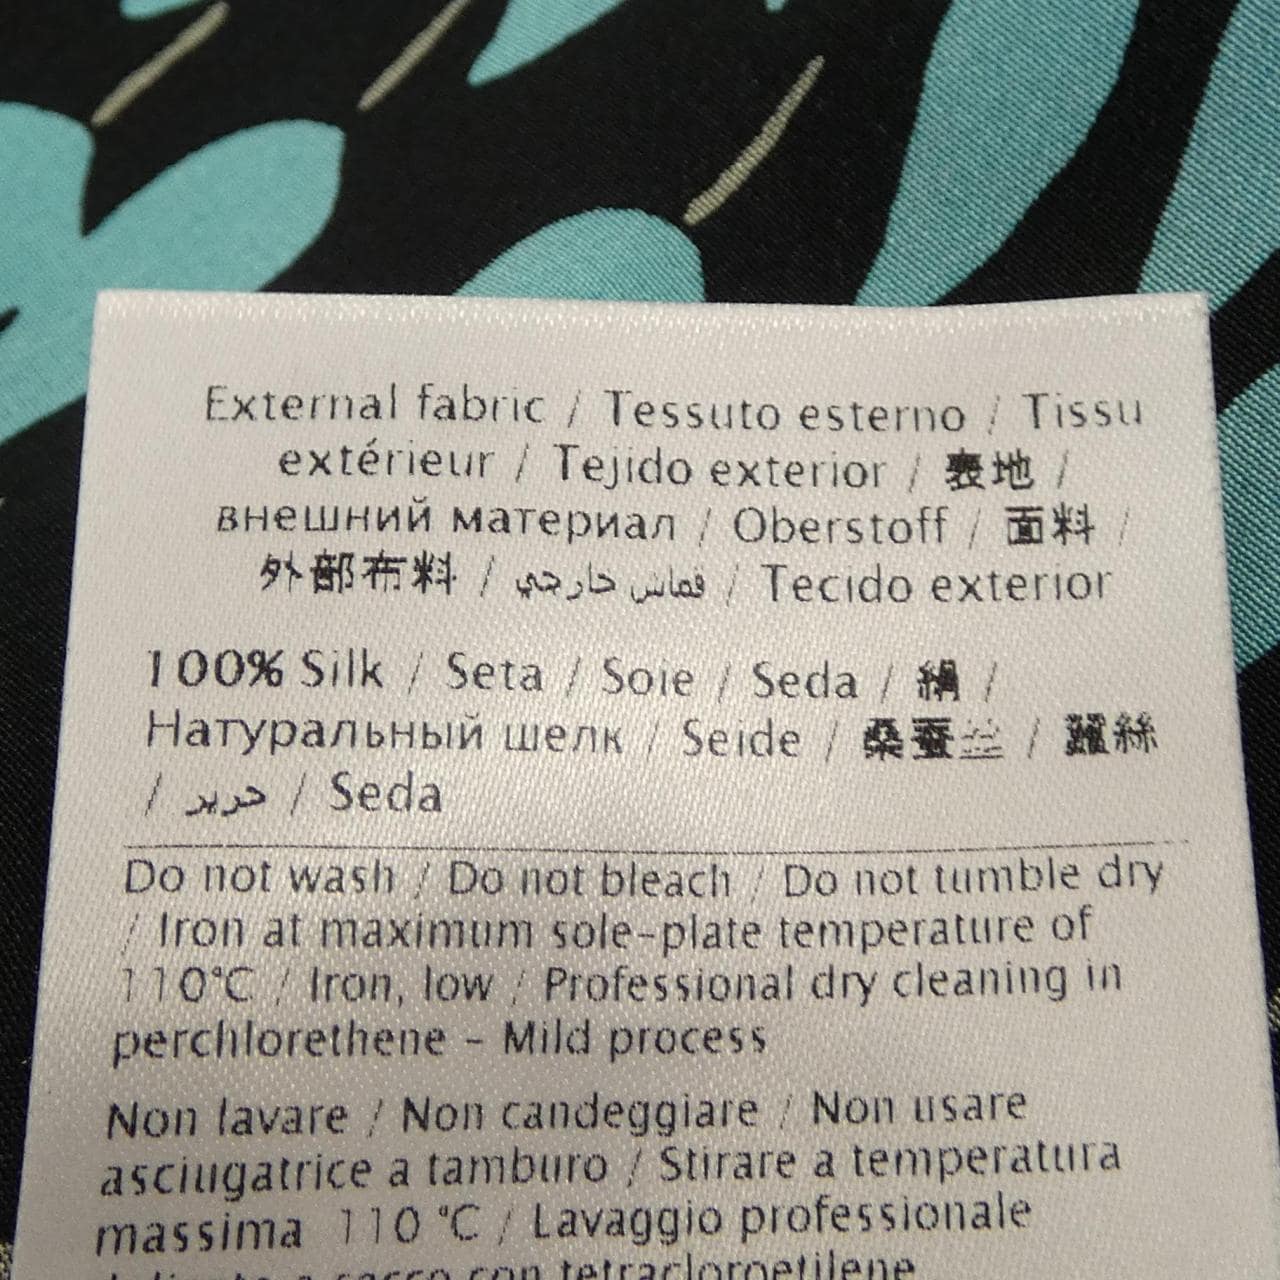 External fabric / Tessuto esterno / Tissu
extérieur / Tejido exterior / 表地 /
внешний материал / Oberstoff / 面料 /
外部布料 / قماش خارجي / Tecido exterior
100% Silk / Seta / Soie / Seda / 絹 /
Натуральный шелк / Seide / 桑蚕丝 / 蠶絲
/ حرير / Seda
Do not wash / Do not bleach / Do not tumble dry
/ Iron at maximum sole-plate temperature of
110°C / Iron, low / Professional dry cleaning in
perchlorethene - Mild process
Non lavare / Non candeggiare / Non usare
asciugatrice a tamburo / Stirare a temperatura
massima 110 °C / Lavaggio professionale
a secco con tetracloroetilene